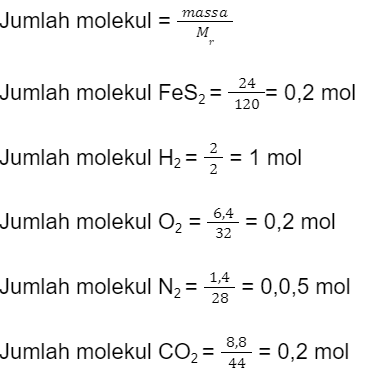 Jumlah molekul = massa / M_r
Jumlah molekul FeS₂ = 24/120 = 0,2 mol
Jumlah molekul H₂ = 2/2 = 1 mol
Jumlah molekul O₂ = 6,4/32 = 0,2 mol
Jumlah molekul N₂ = 1,4/28 = 0,0,5 mol
Jumlah molekul CO₂ = 8,8/44 = 0,2 mol